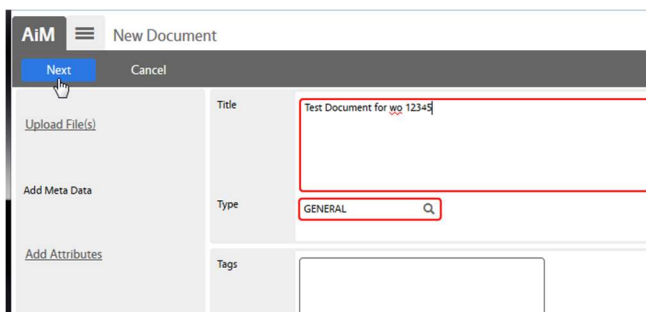 AiM New Document
Next Cancel
Title Test Document for wo 12345
Upload File(s)
Add Meta Data
Type GENERAL
Add Attributes
Tags